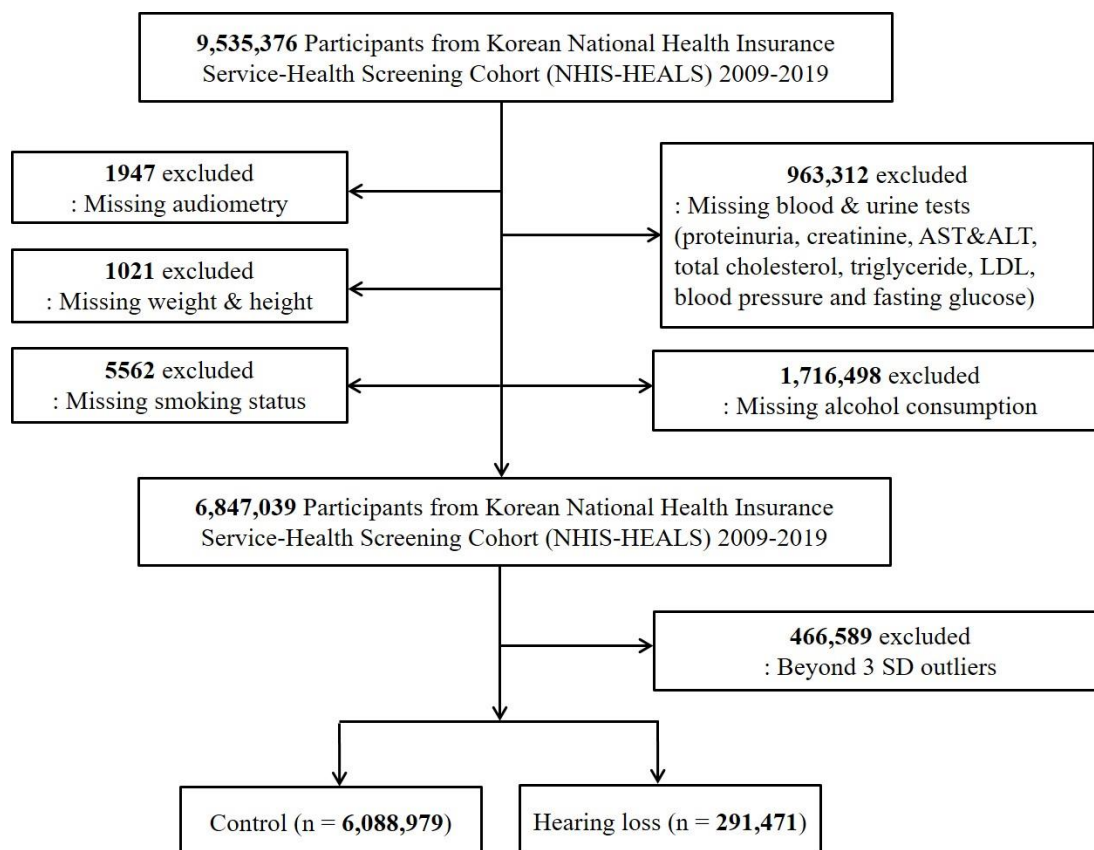 9,535,376 Participants from Korean National Health Insurance
Service-Health Screening Cohort (NHIS-HEALS) 2009-2019
1947 excluded
: Missing audiometry
963,312 excluded
: Missing blood & urine tests
(proteinuria, creatinine, AST&ALT,
total cholesterol, triglyceride, LDL,
blood pressure and fasting glucose)
1021 excluded
: Missing weight & height
5562 excluded
: Missing smoking status
1,716,498 excluded
: Missing alcohol consumption
6,847,039 Participants from Korean National Health Insurance
Service-Health Screening Cohort (NHIS-HEALS) 2009-2019
466,589 excluded
: Beyond 3 SD outliers
Control (n = 6,088,979)
Hearing loss (n = 291,471)